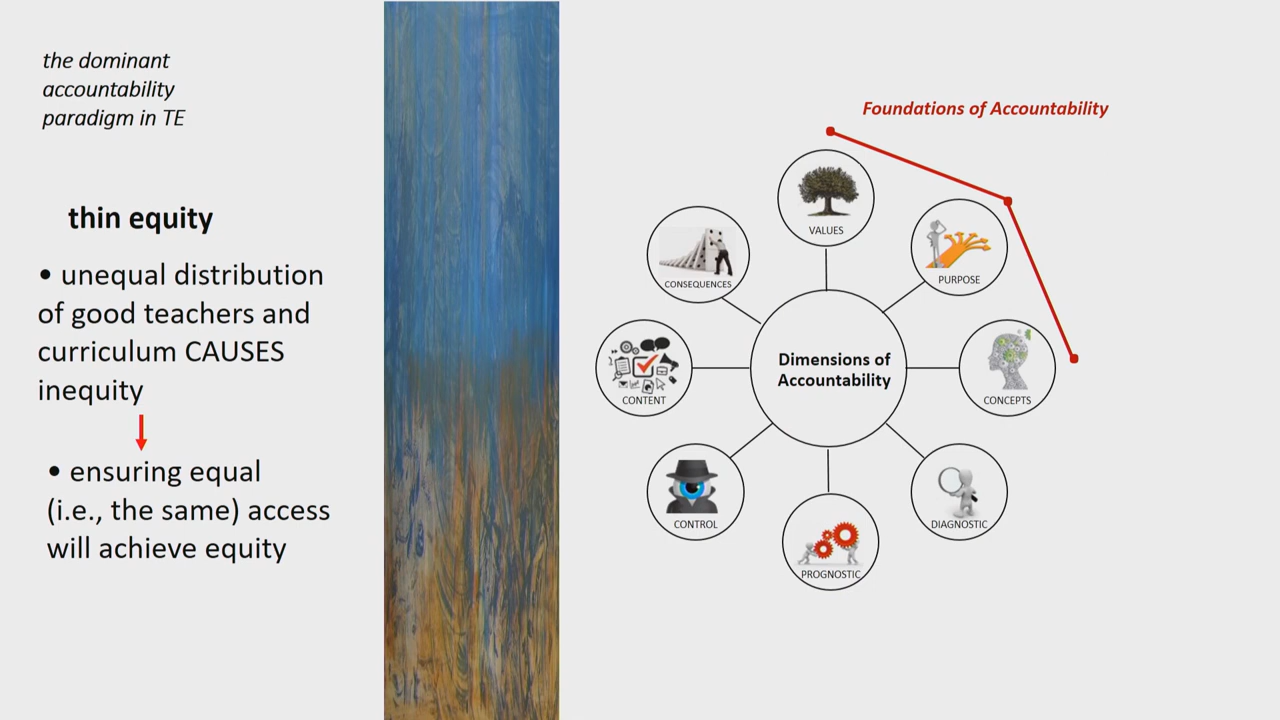 the dominant
accountability
paradigm in TE
thin equity
• unequal distribution
of good teachers and
curriculum CAUSES
inequity
• ensuring equal
(i.e., the same) access
will achieve equity
Foundations of Accountability
VALUES
CONSEQUENCES
PURPOSE
Dimensions of
Accountability
CONTENT
CONCEPTS
CONTROL
DIAGNOSTIC
PROGNOSTIC